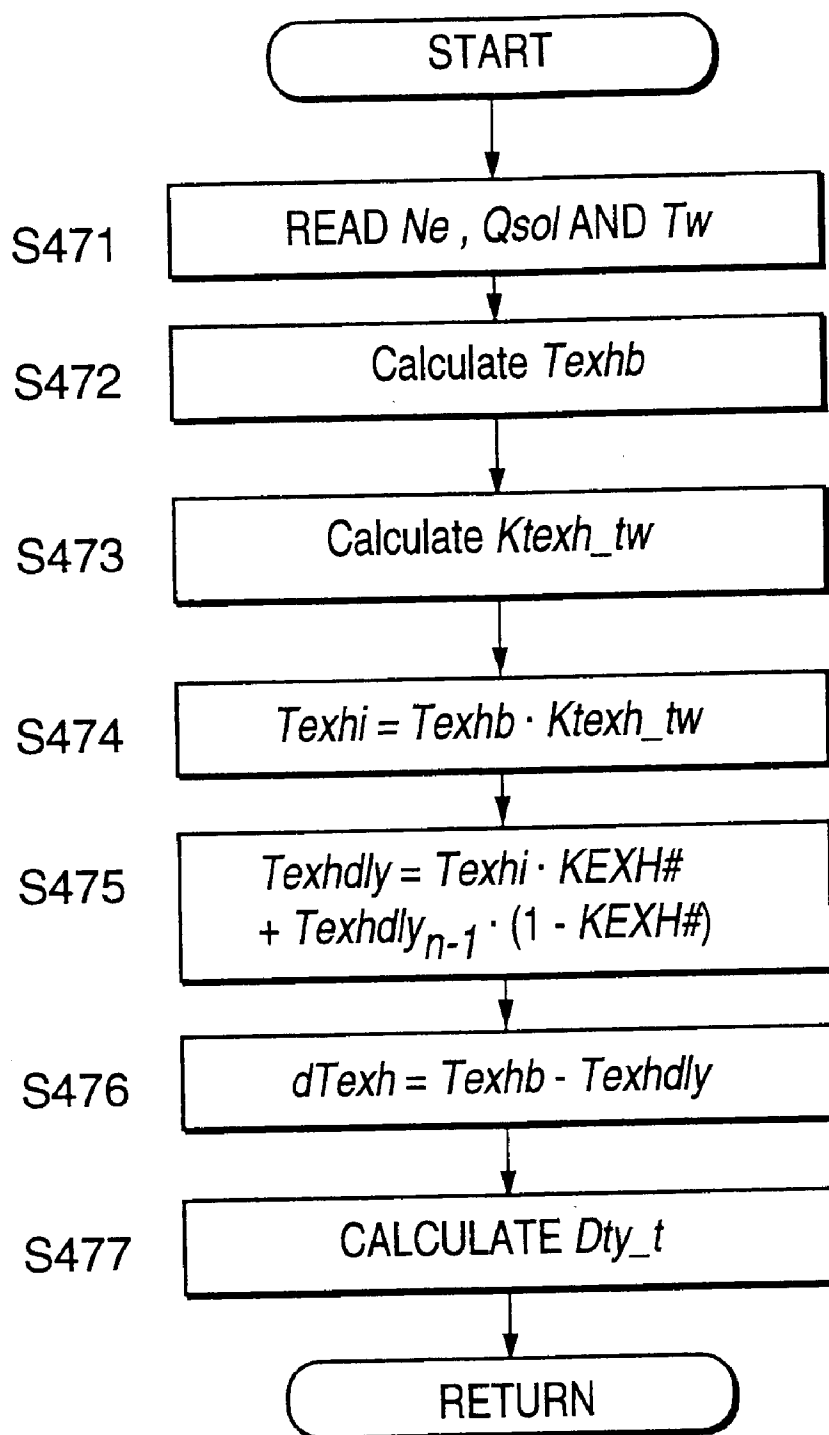 START
S471
READ Ne , Qsol AND Tw
S472
Calculate Texhb
S473
Calculate Ktexh_tw
S474
Texhi = Texhb · Ktexh_tw
S475
Texhdly = Texhi · KEXH#
+ Texhdlyn-1 · (1 - KEXH#)
S476
dTexh = Texhb - Texhdly
S477
CALCULATE Dty_t
RETURN